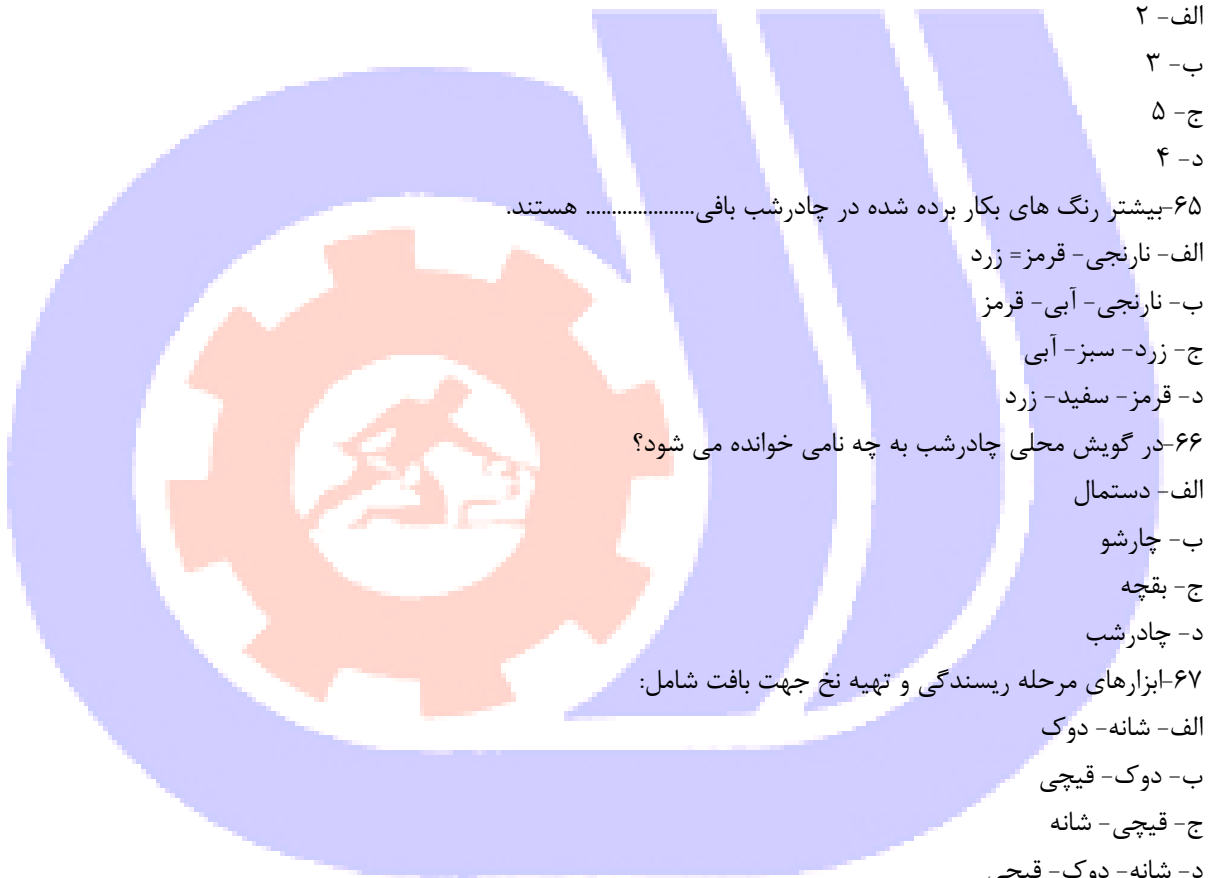 الف- ۲
ب- ۳
ج- ۵
د- ۴
۶۵-بیشتر رنگ های بکار برده شده در چادرشب بافی.................... هستند.
الف- نارنجی- قرمز= زرد
ب- نارنجی- آبی- قرمز
ج- زرد- سبز- آبی
د- قرمز- سفید- زرد
۶۶-در گویش محلی چادرشب به چه نامی خوانده می شود؟
الف- دستمال
ب- چارشو
ج- بقچه
د- چادرشب
۶۷-ابزارهای مرحله ریسندگی و تهیه نخ جهت بافت شامل:
الف- شانه- دوک
ب- دوک- قیچی
ج- قیچی- شانه
د- شانه- دوک- قیچی